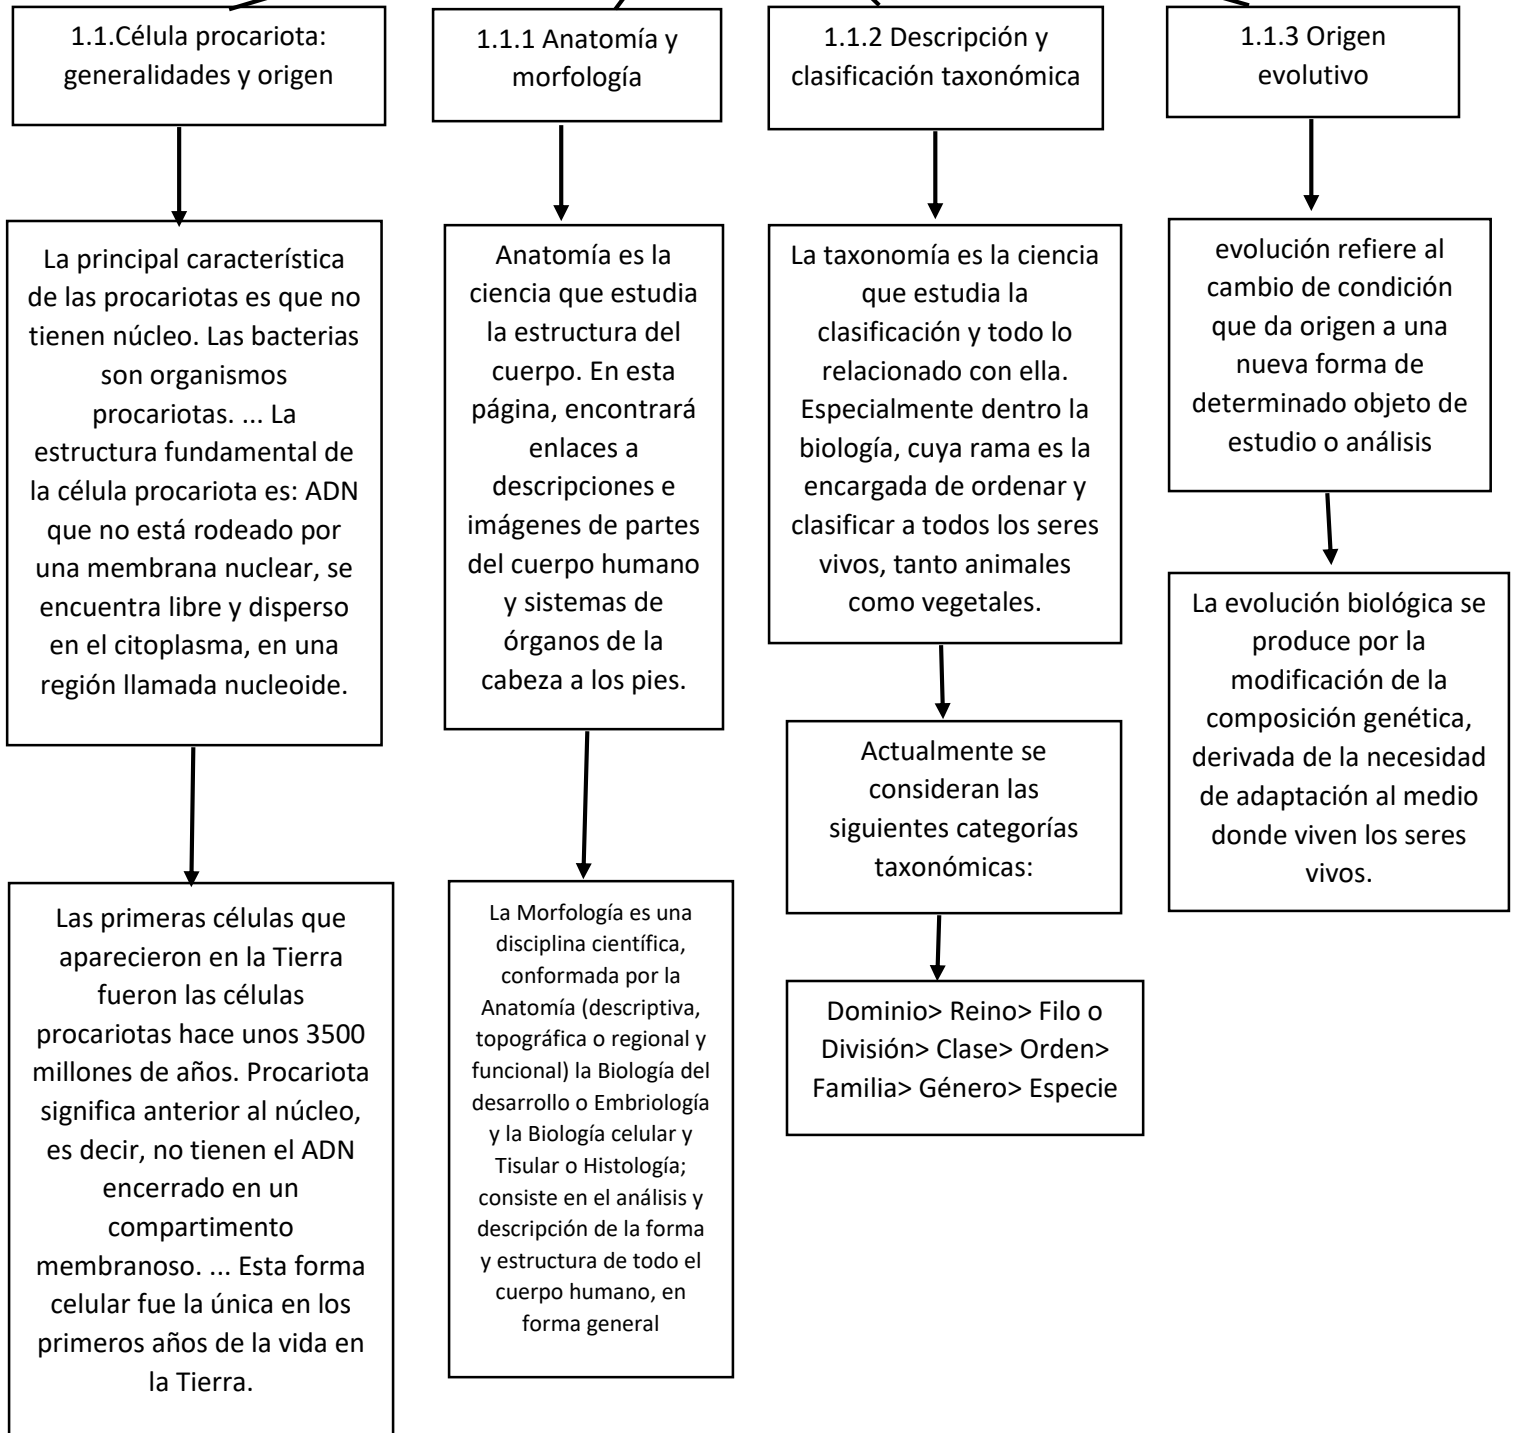 1.1.Célula procariota:
generalidades y origen
La principal característica
de las procariotas es que no
tienen núcleo. Las bacterias
son organismos
procariotas. ... La
estructura fundamental de
la célula procariota es: ADN
que no está rodeado por
una membrana nuclear, se
encuentra libre y disperso
en el citoplasma, en una
región llamada nucleoide.
Las primeras células que
aparecieron en la Tierra
fueron las células
procariotas hace unos 3500
millones de años. Procariota
significa anterior al núcleo,
es decir, no tienen el ADN
encerrado en un
compartimento
membranoso. ... Esta forma
celular fue la única en los
primeros años de la vida en
la Tierra.
1.1.1 Anatomía y
morfología
Anatomía es la
ciencia que estudia
la estructura del
cuerpo. En esta
página, encontrará
enlaces a
descripciones e
imágenes de partes
del cuerpo humano
y sistemas de
órganos de la
cabeza a los pies.
La Morfología es una
disciplina científica,
conformada por la
Anatomía (descriptiva,
topográfica o regional y
funcional) la Biología del
desarrollo o Embriología
y la Biología celular y
Tisular o Histología;
consiste en el análisis y
descripción de la forma
y estructura de todo el
cuerpo humano, en
forma general
1.1.2 Descripción y
clasificación taxonómica
La taxonomía es la ciencia
que estudia la
clasificación y todo lo
relacionado con ella.
Especialmente dentro la
biología, cuya rama es la
encargada de ordenar y
clasificar a todos los seres
vivos, tanto animales
como vegetales.
Actualmente se
consideran las
siguientes categorías
taxonómicas:
Dominio> Reino> Filo o
División> Clase> Orden>
Familia> Género> Especie
1.1.3 Origen
evolutivo
evolución refiere al
cambio de condición
que da origen a una
nueva forma de
determinado objeto de
estudio o análisis
La evolución biológica se
produce por la
modificación de la
composición genética,
derivada de la necesidad
de adaptación al medio
donde viven los seres
vivos.